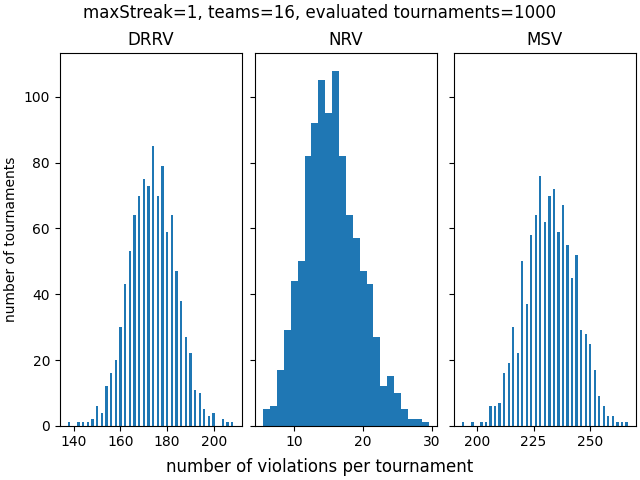 maxStreak=1, teams=16, evaluated tournaments=1000
DRRV
NRV
MSV
number of tournaments
100
80
60
40
20
0
140 160 180 200
10 20 30
200 225 250
number of violations per tournament